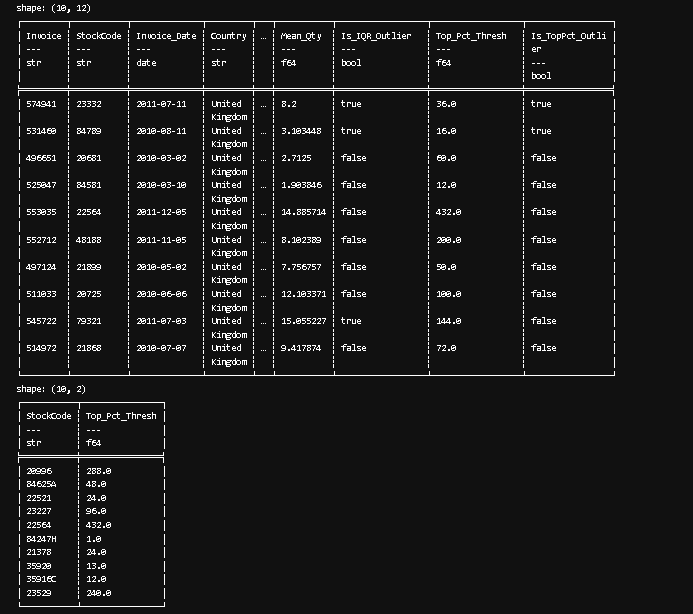 shape: (10, 12)
Invoice StockCode Invoice_Date Country … Mean_Qty Is_IQR_Outlier Top_Pct_Thresh Is_TopPct_Outli
--- --- --- --- --- --- --- er
str str date str f64 bool f64 ---
bool
574941 23332 2011-07-11 United … 8.2 true 36.0 true
Kingdom
531460 84789 2010-08-11 United … 3.103448 true 16.0 true
Kingdom
496651 20681 2010-03-02 United … 2.7125 false 60.0 false
Kingdom
525047 84581 2010-03-10 United … 1.903846 false 12.0 false
Kingdom
553035 22564 2011-12-05 United … 14.885714 false 432.0 false
Kingdom
552712 48188 2011-11-05 United … 8.102389 false 200.0 false
Kingdom
497124 21899 2010-05-02 United … 7.756757 false 50.0 false
Kingdom
511033 20725 2010-06-06 United … 12.103371 false 100.0 false
Kingdom
545722 79321 2011-07-03 United … 15.055227 true 144.0 false
Kingdom
514972 21868 2010-07-07 United … 9.417874 false 72.0 false
Kingdom
shape: (10, 2)
StockCode Top_Pct_Thresh
--- ---
str f64
20996 288.0
84625A 48.0
22521 24.0
23227 96.0
22564 432.0
84247H 1.0
21378 24.0
35920 13.0
35916C 12.0
23529 240.0